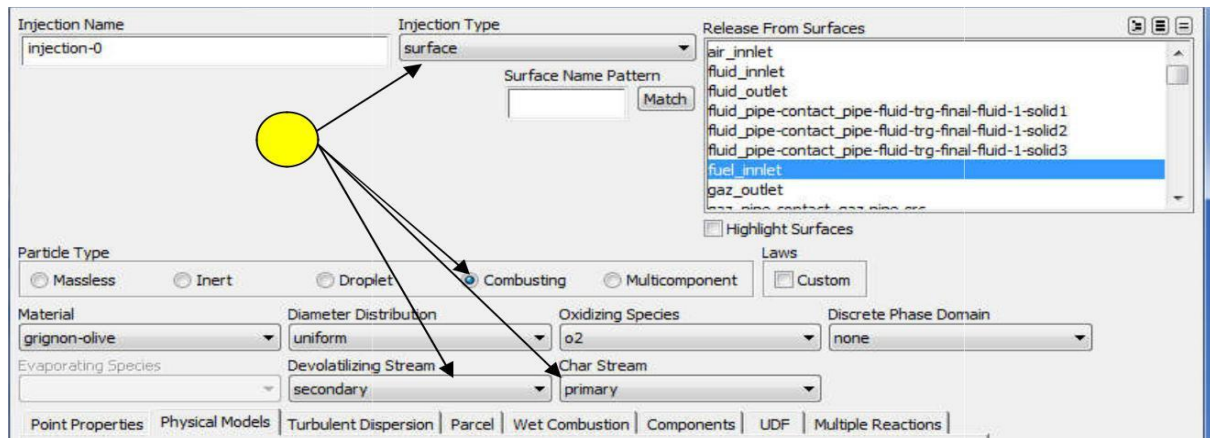 Injection Name
injection-0
Injection Type
surface
Surface Name Pattern
Match
Release From Surfaces
air_innlet
fluid_innlet
fluid_outlet
fluid_pipe-contact_pipe-fluid-trg-final-fluid-1-solid1
fluid_pipe-contact_pipe-fluid-trg-final-fluid-1-solid2
fluid_pipe-contact_pipe-fluid-trg-final-fluid-1-solid3
fuel_innlet
gaz_outlet
Highlight Surfaces
Particle Type
Massless Inert Droplet Combusting Multicomponent
Laws
Custom
Material
grignon-olive
Diameter Distribution
uniform
Oxidizing Species
o2
Discrete Phase Domain
none
Evaporating Species
Devolatilizing Stream
secondary
Char Stream
primary
Point Properties Physical Models Turbulent Dispersion Parcel Wet Combustion Components UDF Multiple Reactions